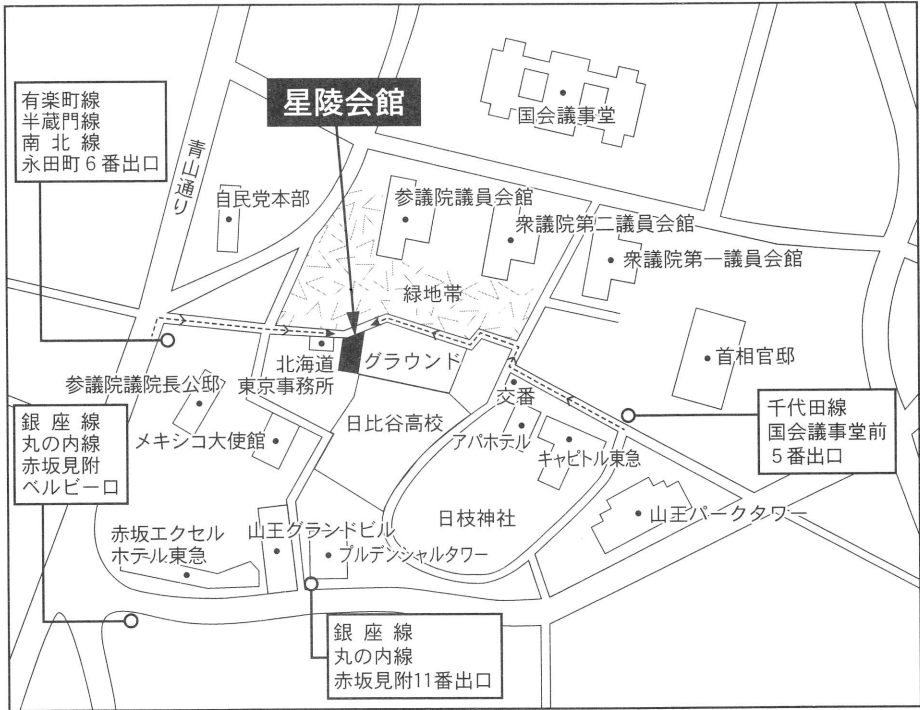 星陵会館
国会議事堂
有楽町線
半蔵門線
南北線
永田町6番出口
青山通り
自民党本部
参議院議員会館
衆議院第二議員会館
衆議院第一議員会館
緑地帯
首相官邸
北海道
東京事務所
グラウンド
参議院議院長公邸
交番
日比谷高校
メキシコ大使館
アパホテル
キャピトル東急
銀座線
丸の内線
赤坂見附
ベルビー口
千代田線
国会議事堂前
5番出口
日枝神社
山王パークタワー
赤坂エクセル
ホテル東急
山王グランドビル
プルデンシャルタワー
銀座線
丸の内線
赤坂見附11番出口